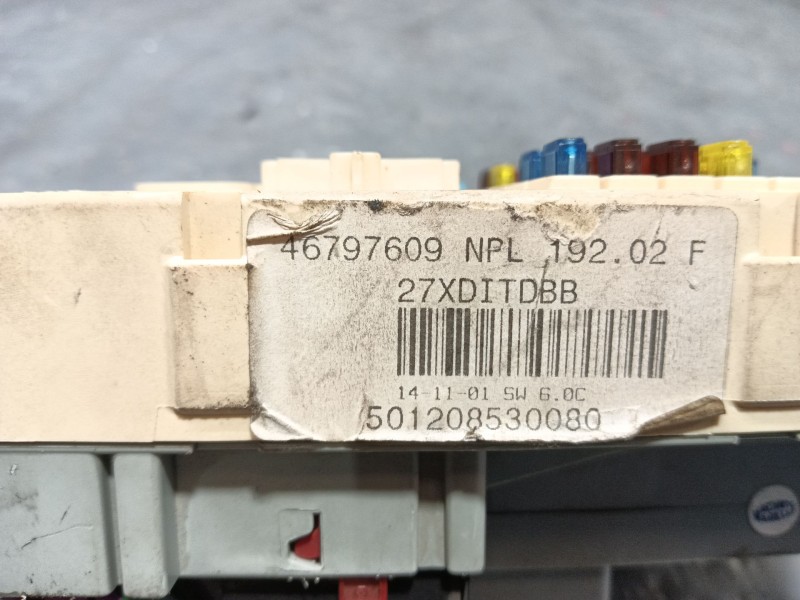 46797609 NPL 192.02 F
27XDITDBB
14-11-01 SW 6.0C
501208530080